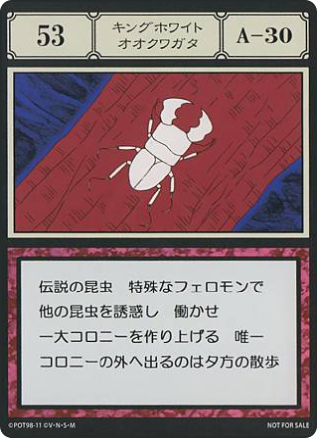 53
キングホワイト
オオクワガタ
A-30
伝説の昆虫　特殊なフェロモンで
他の昆虫を誘惑し　働かせ
一大コロニーを作り上げる　唯一
コロニーの外へ出るのは夕方の散歩
©POT98-11 ©V・N・S・M
NOT FOR SALE